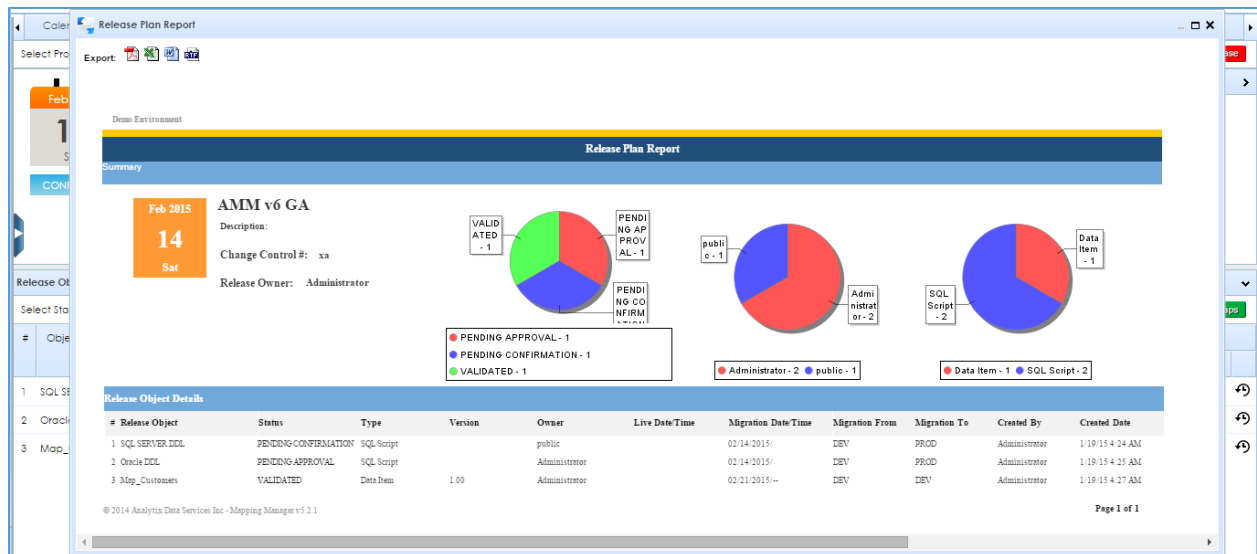 Release Plan Report
Export:
Demo Environment
Release Plan Report
Summary
Feb 2015
14
Sat
AMM v6 GA
Description:
Change Control #: xa
Release Owner: Administrator
VALID
ATED
- 1
PENDI
NG AP
PROV
AL - 1
PENDI
NG CO
NFIRM
PENDING APPROVAL - 1
PENDING CONFIRMATION - 1
VALIDATED - 1
publi
c - 1
Admi
nistrat
or - 2
Administrator - 2 public - 1
Data
Item
- 1
SQL
Script
- 2
Data Item - 1 SQL Script - 2
Release Object Details
# Release Object Status Type Version Owner Live Date/Time Migration Date/Time Migration From Migration To Created By Created Date
1 SQL SERVER DDL PENDING CONFIRMATION SQL Script public 02/14/2015/ DEV PROD Administrator 1/19/15 4:24 AM
2 Oracle DDL PENDING APPROVAL SQL Script Administrator 02/14/2015/ DEV PROD Administrator 1/19/15 4:25 AM
3 Map_Customers VALIDATED Data Item 1.00 Administrator 02/21/2015/-- DEV DEV Administrator 1/19/15 4:27 AM
© 2014 Analytix Data Services Inc - Mapping Manager v5.2.1
Page 1 of 1
Caler
Select Pro
ase
Feb
1
S
CON
Release Ob
Select Sta
aps
# Obje
1 SQL SE
2 Oracl
3 Map_